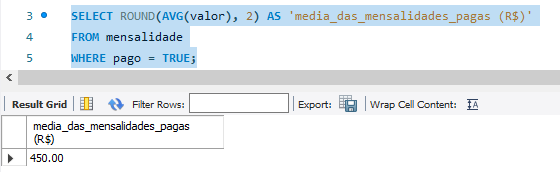 3 SELECT ROUND(AVG(valor), 2) AS 'media_das_mensalidades_pagas (R$)'
4 FROM mensalidade
5 WHERE pago = TRUE;
Result Grid Filter Rows: Export: Wrap Cell Content: IA
media_das_mensalidades_pagas
(R$)
450.00